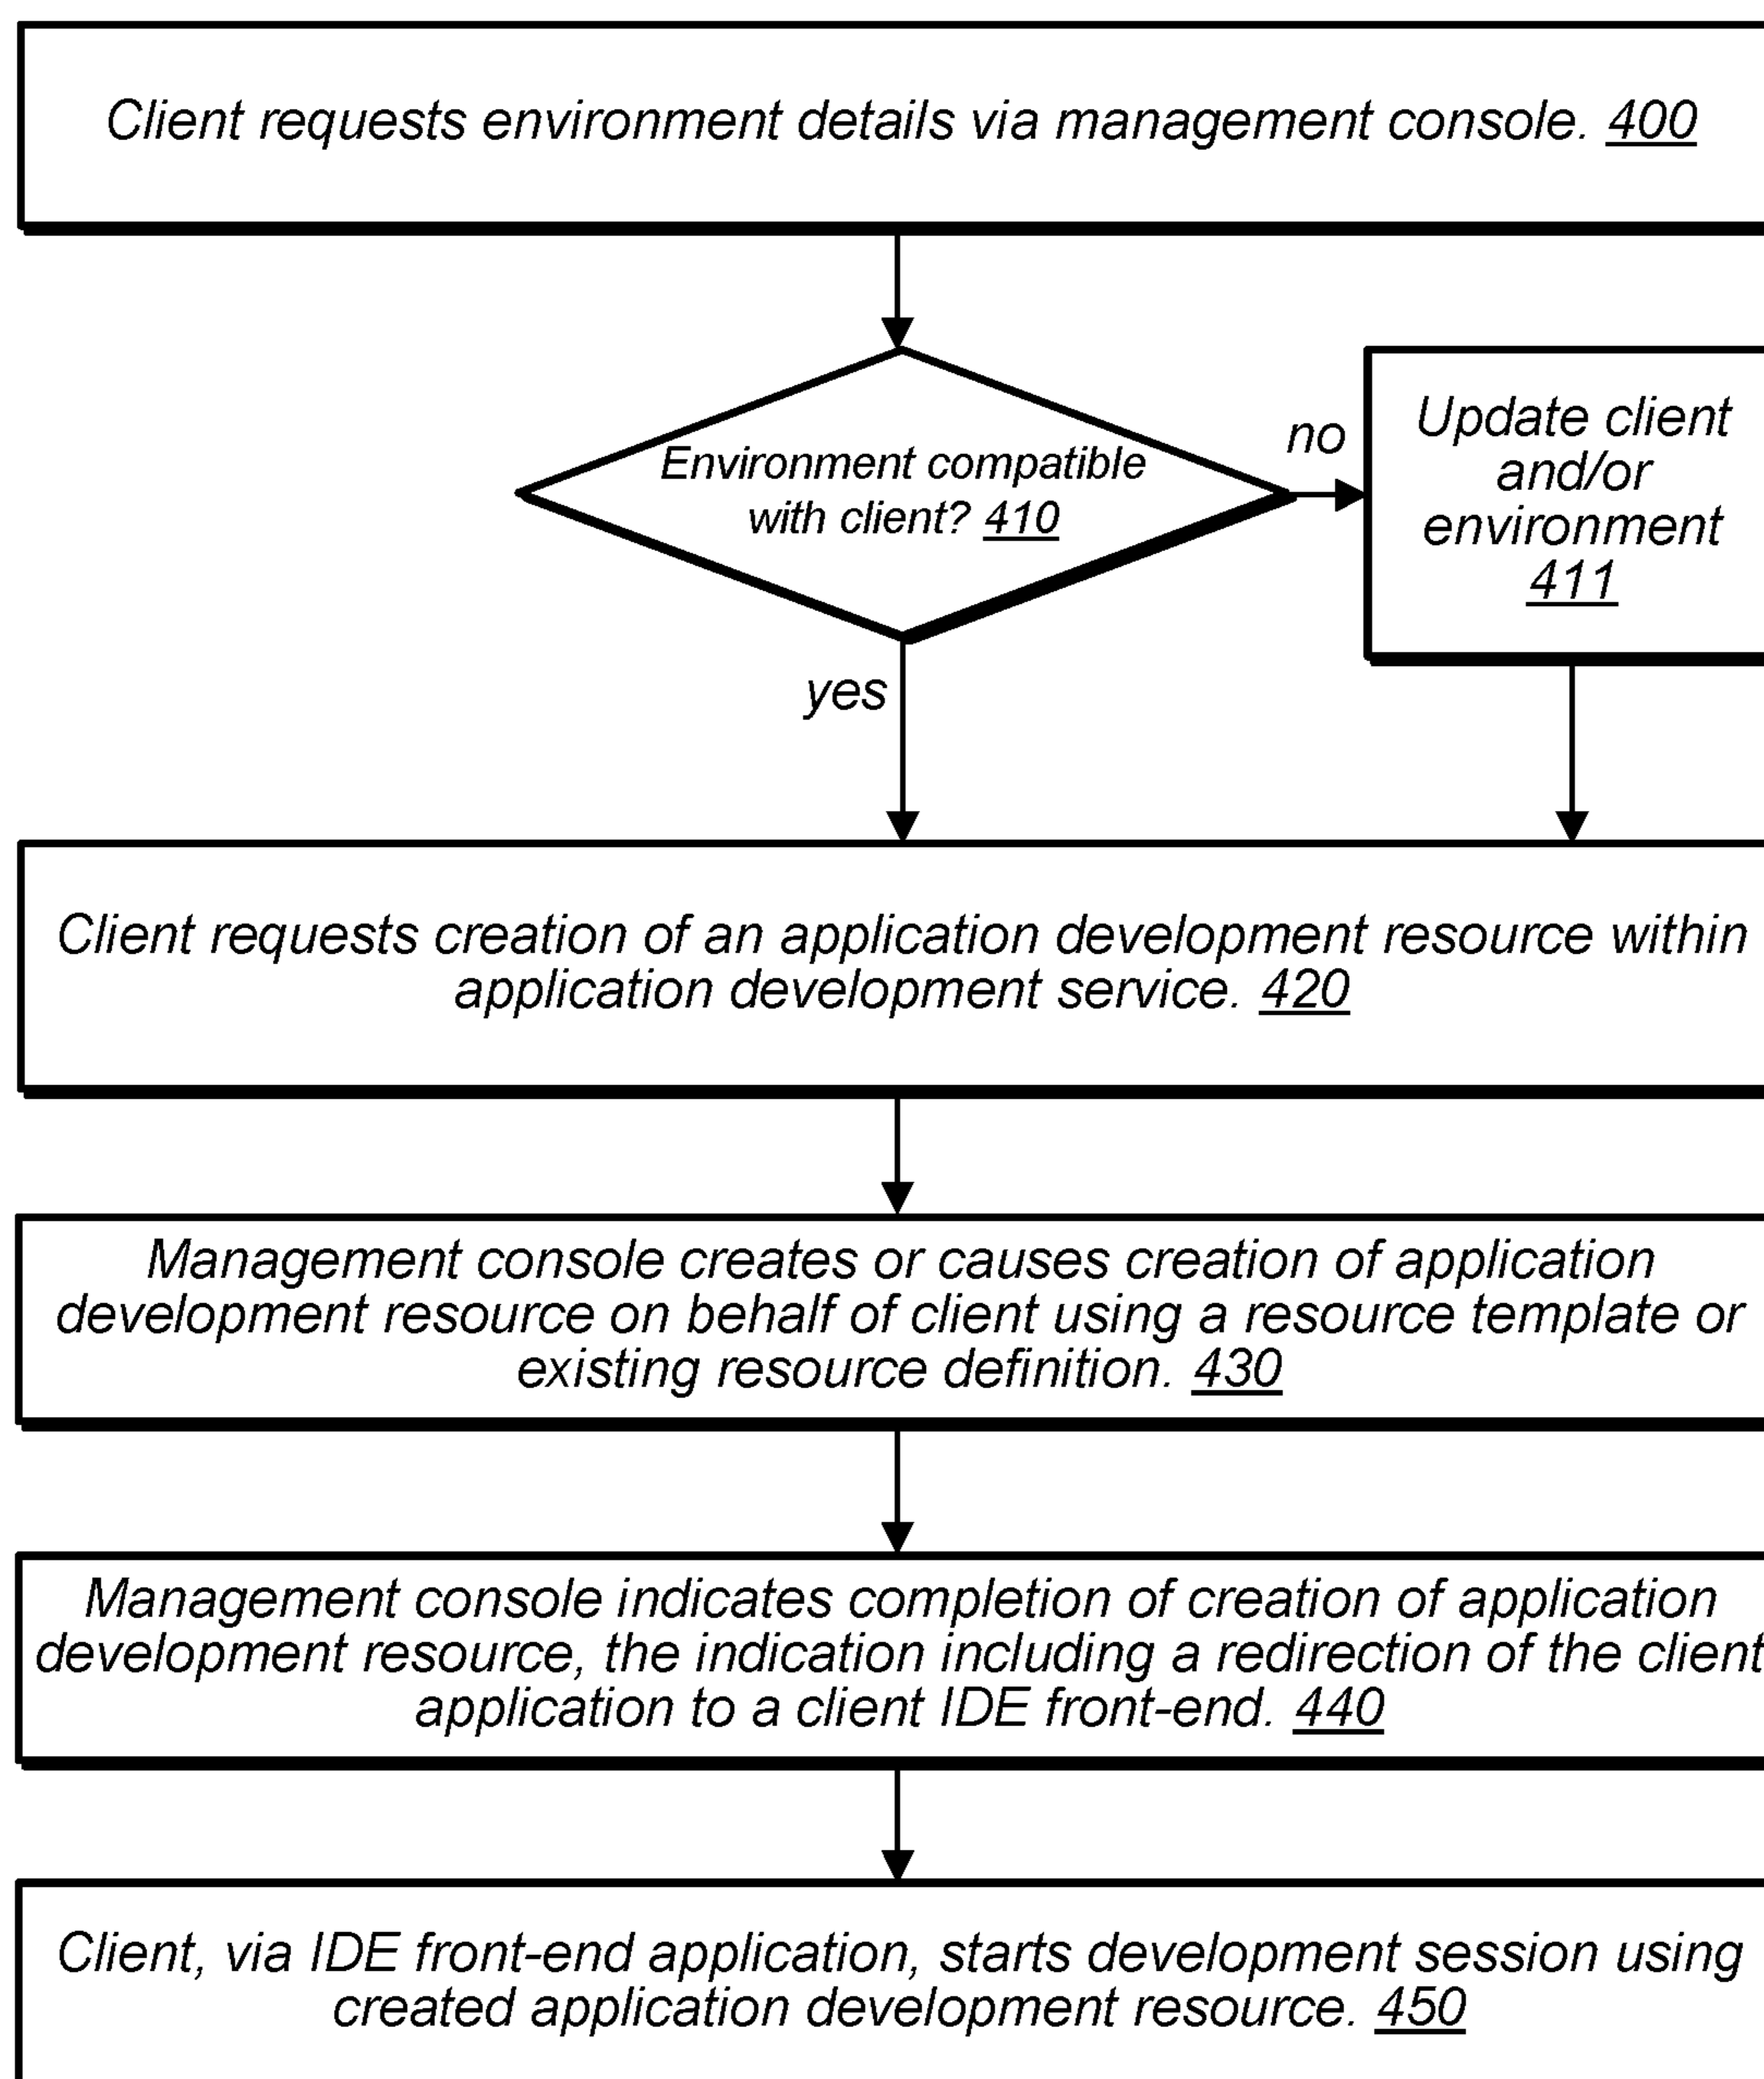 Client requests environment details via management console. 400
Environment compatible
with client? 410
no
Update client
and/or
environment
411
yes
Client requests creation of an application development resource within
application development service. 420
Management console creates or causes creation of application
development resource on behalf of client using a resource template or
existing resource definition. 430
Management console indicates completion of creation of application
development resource, the indication including a redirection of the client
application to a client IDE front-end. 440
Client, via IDE front-end application, starts development session using
created application development resource. 450